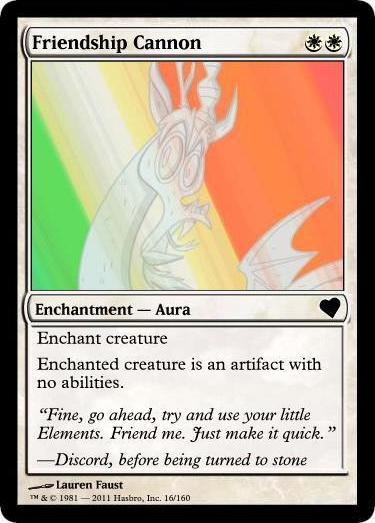 Friendship Cannon
Enchantment — Aura
Enchant creature
Enchanted creature is an artifact with
no abilities.
“Fine, go ahead, try and use your little
Elements. Friend me. Just make it quick.”
—Discord, before being turned to stone
Lauren Faust
™ & © 1981 — 2011 Hasbro, Inc. 16/160